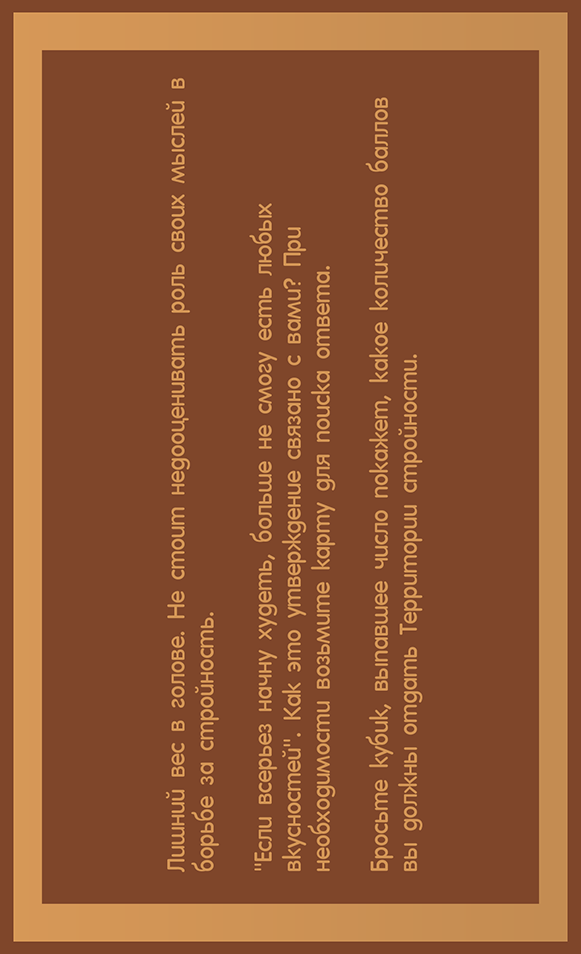 Лишний вес в голове. Не стоит недооценивать роль своих мыслей в
борьбе за стройность.
"Если всерьез начну худеть, больше не смогу есть любых
вкусностей". Как это утверждение связано с вами? При
необходимости возьмите карту для поиска ответа.
Бросьте кубик, выпавшее число покажет, какое количество баллов
вы должны отдать Территории стройности.